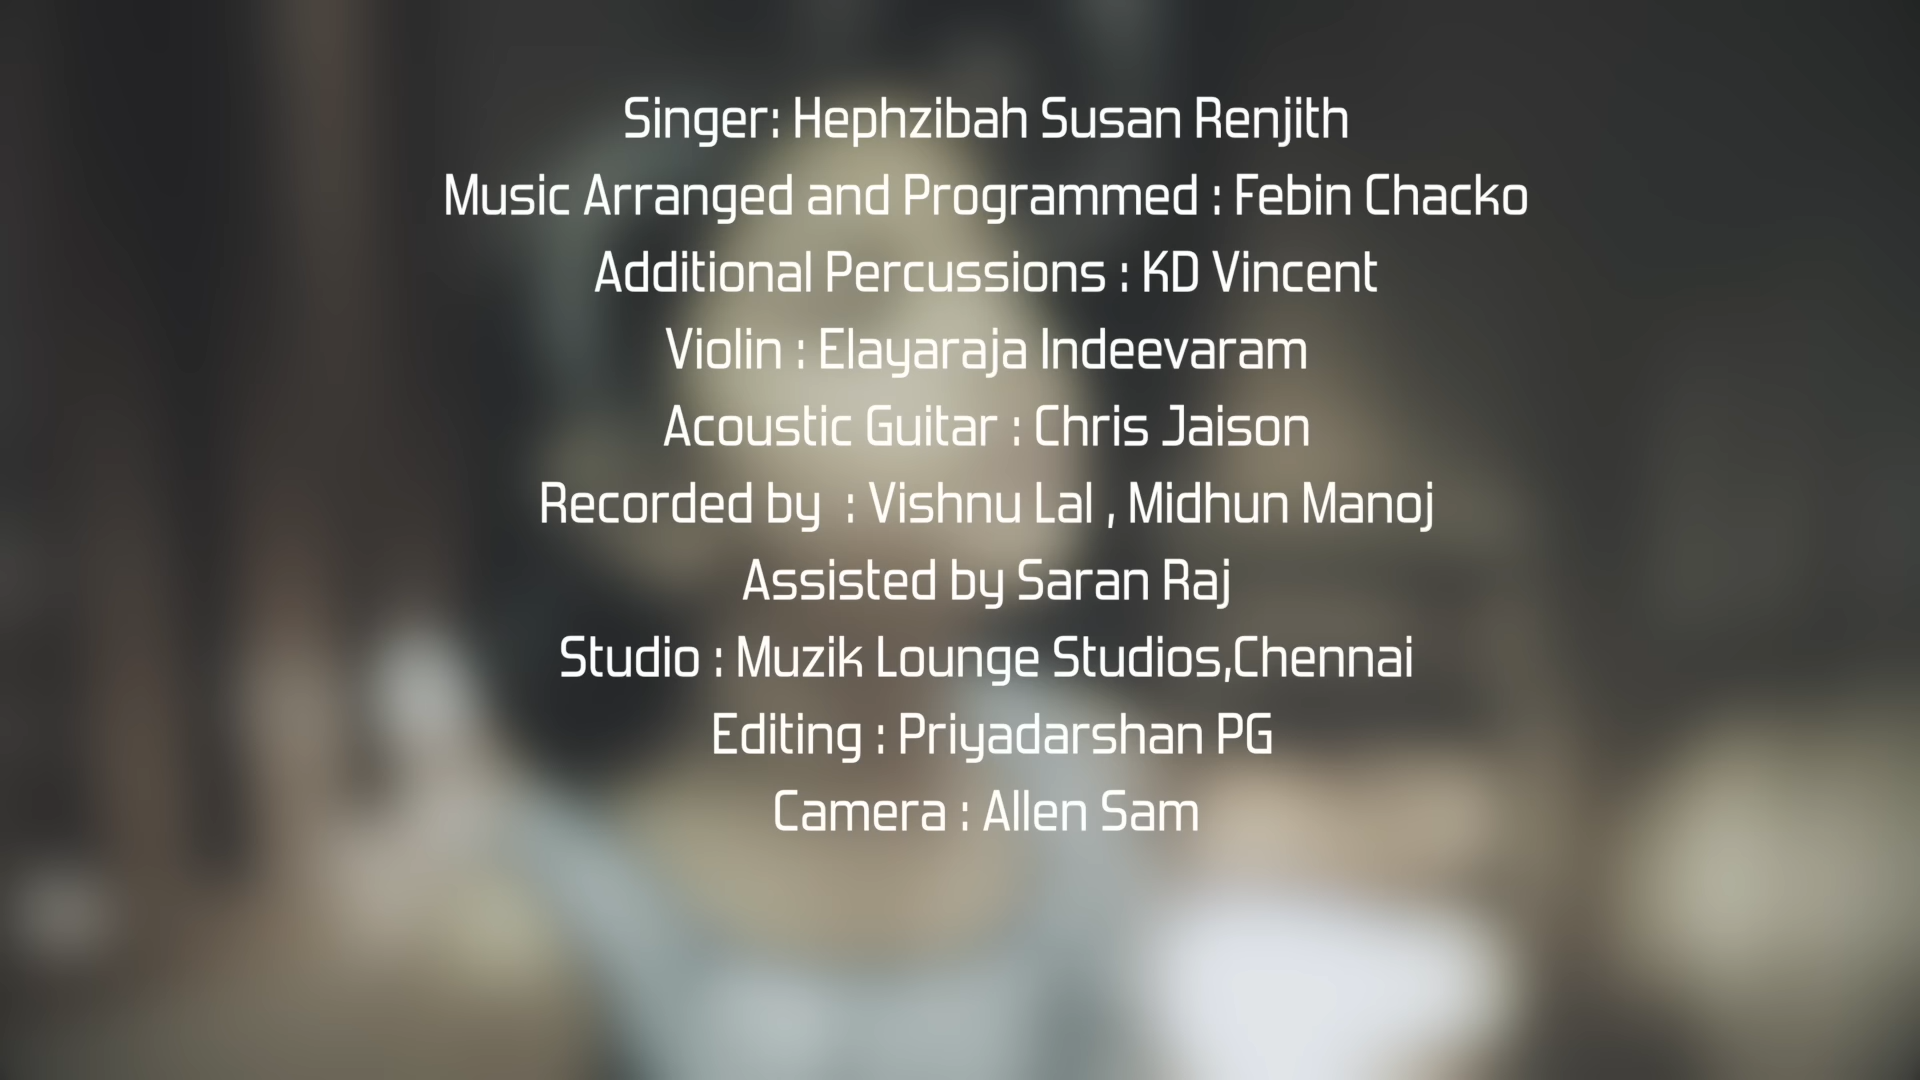 Singer: Hephzibah Susan Renjith
Music Arranged and Programmed : Febin Chacko
Additional Percussions : KD Vincent
Violin : Elayaraja Indeevaram
Acoustic Guitar : Chris Jaison
Recorded by  : Vishnu Lal , Midhun Manoj
Assisted by Saran Raj
Studio : Muzik Lounge Studios,Chennai
Editing : Priyadarshan PG
Camera : Allen Sam